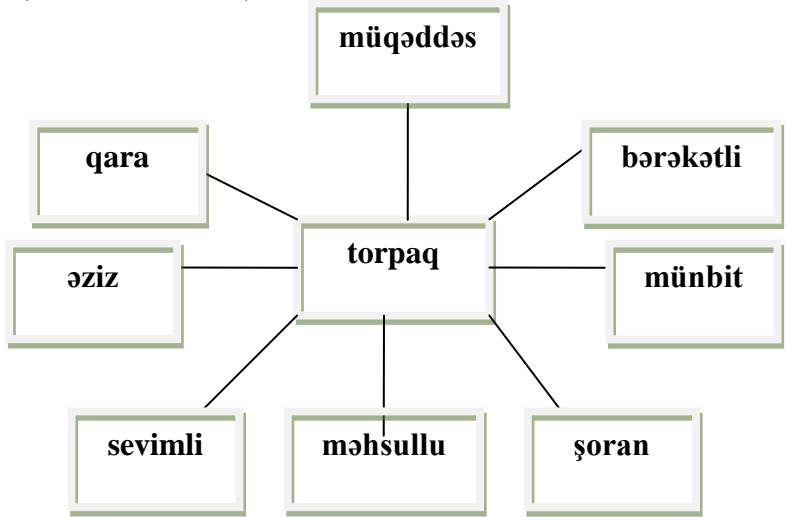 müqəddəs
qara
bərəkətli
torpaq
əziz
münbit
sevimli
məhsullu
şoran